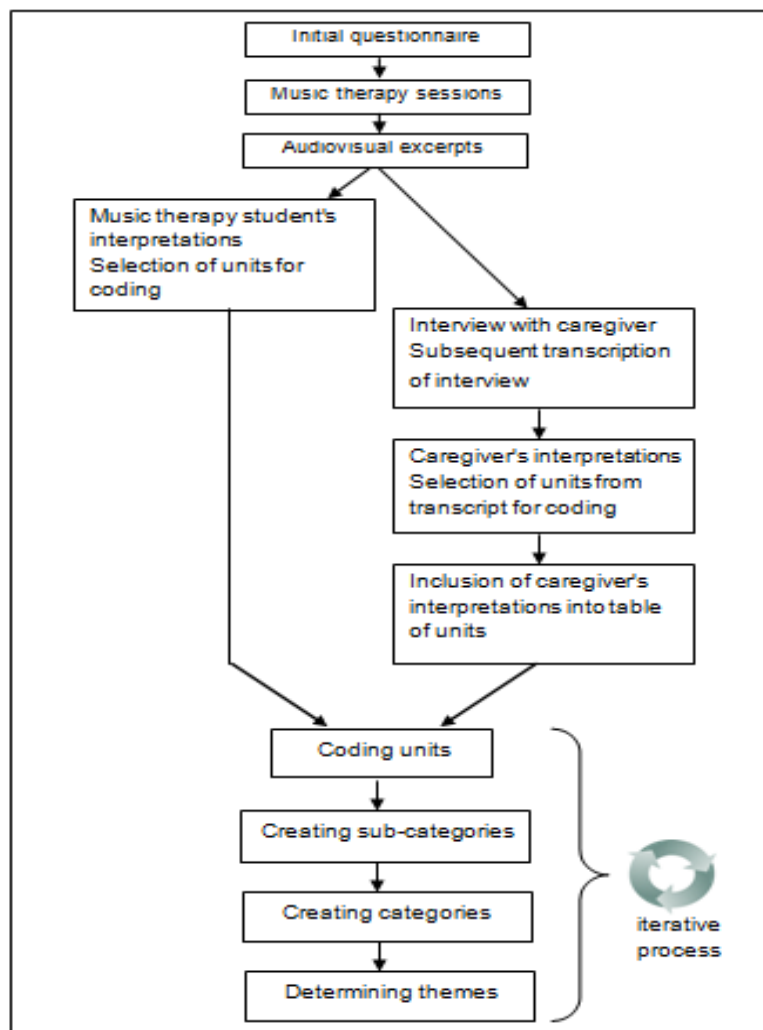 Initial questionnaire
Music therapy sessions
Audiovisual excerpts
Music therapy student's
interpretations
Selection of units for
coding
Interview with caregiver
Subsequent transcription
of interview
Caregiver's interpretations
Selection of units from
transcript for coding
Inclusion of caregiver's
interpretations into table
of units
Coding units
Creating sub-categories
Creating categories
Determining themes
iterative
process